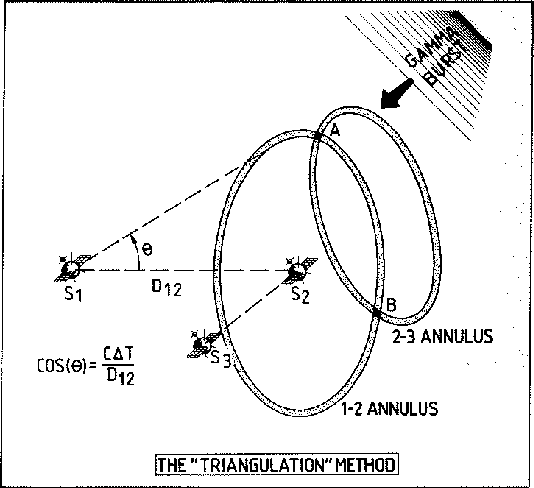 GAMMA
BURST
A
θ
S1
D12
S2
B
S3
2-3 ANNULUS
COS(θ) = CΔT
D12
1-2 ANNULUS
THE "TRIANGULATION" METHOD